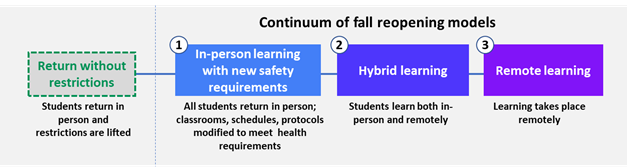 Continuum of fall reopening models
Return without
restrictions
Students return in
person and
restrictions are lifted
1
In-person learning
with new safety
requirements
All students return in person;
classrooms, schedules, protocols
modified to meet health
requirements
2
Hybrid learning
Students learn both in-
person and remotely
3
Remote learning
Learning takes place
remotely